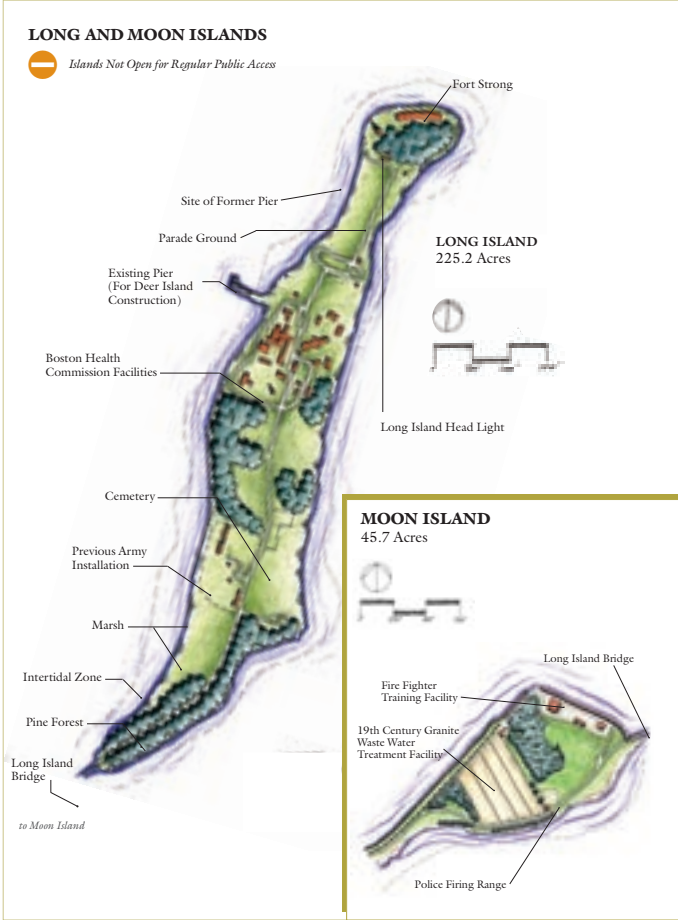 LONG AND MOON ISLANDS
Islands Not Open for Regular Public Access
Fort Strong
Site of Former Pier
Parade Ground
LONG ISLAND
225.2 Acres
Existing Pier
(For Deer Island
Construction)
Boston Health
Commission Facilities
Long Island Head Light
Cemetery
Previous Army
Installation
Marsh
Intertidal Zone
Pine Forest
Long Island
Bridge
to Moon Island
MOON ISLAND
45.7 Acres
Long Island Bridge
Fire Fighter
Training Facility
19th Century Granite
Waste Water
Treatment Facility
Police Firing Range